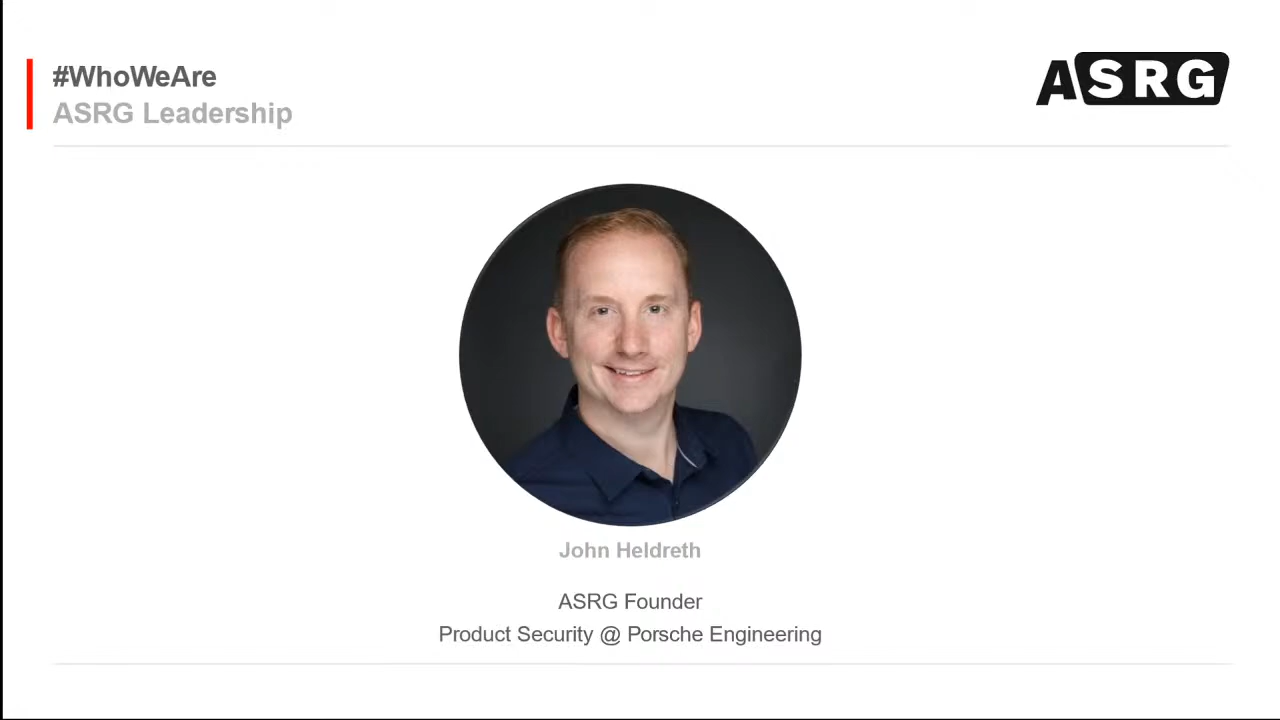 #WhoWeAre
ASRG Leadership
ASRG
John Heldreth
ASRG Founder
Product Security @ Porsche Engineering